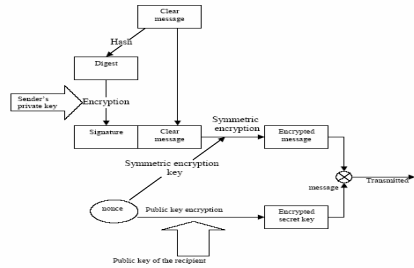 Clear
message
Hash
Digest
Sender's
private key
Encryption
Signature
Clear
message
Symmetric
encryption
Encrypted
message
Symmetric encryption
key
message
Transmitted
nonce
Public key encryption
Encrypted
secret key
Public key of the recipient